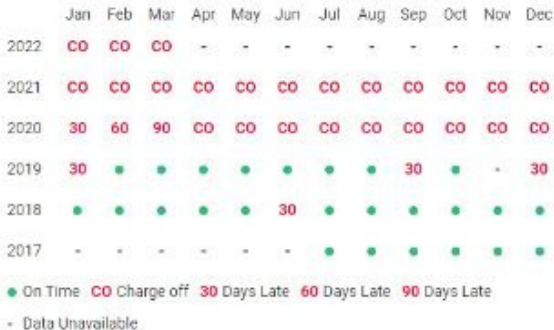 Jan Feb Mar Apr May Jun Jul Aug Sep Oct Nov Dec
2022 CO CO CO - - - - - - - - -
2021 CO CO CO CO CO CO CO CO CO CO CO CO
2020 30 60 90 CO CO CO CO CO CO CO CO CO
2019 30 ● ● ● ● ● ● ● 30 ● - 30
2018 ● ● ● ● ● 30 ● ● ● ● ● ●
2017 - - - - - - ● ● ● ● ● ●
● On Time CO Charge off 30 Days Late 60 Days Late 90 Days Late
- Data Unavailable